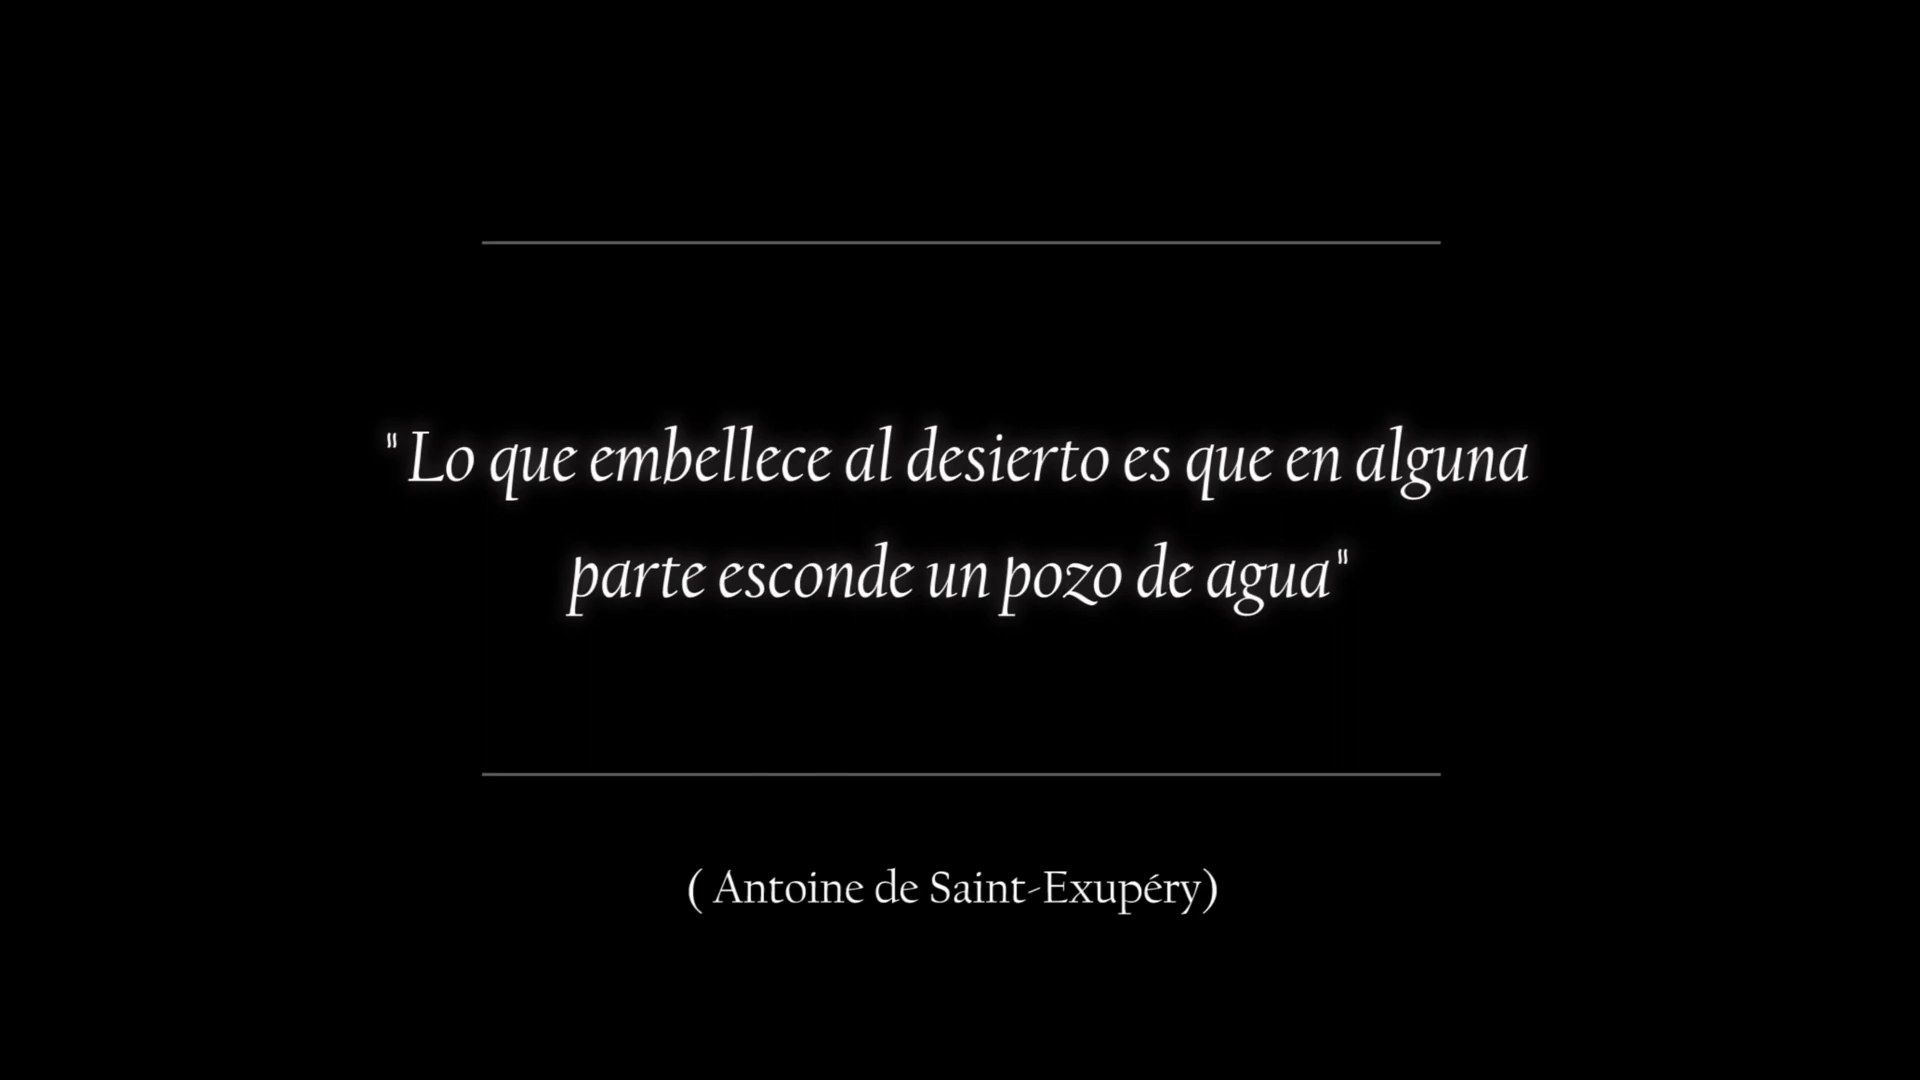 "Lo que embellece al desierto es que en alguna
parte esconde un pozo de agua"
( Antoine de Saint-Exupéry)